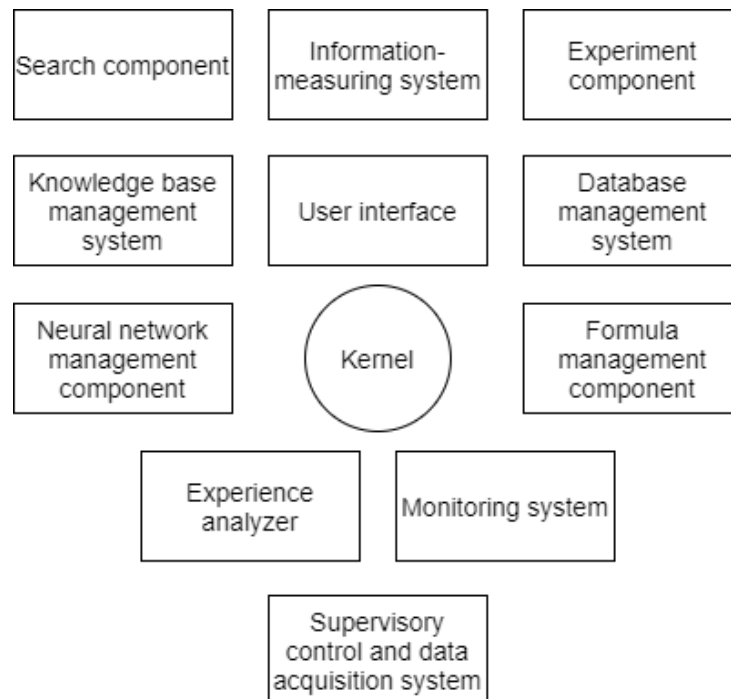 Search component
Information-
measuring system
Experiment
component
Knowledge base
management
system
User interface
Database
management
system
Neural network
management
component
Kernel
Formula
management
component
Experience
analyzer
Monitoring system
Supervisory
control and data
acquisition system